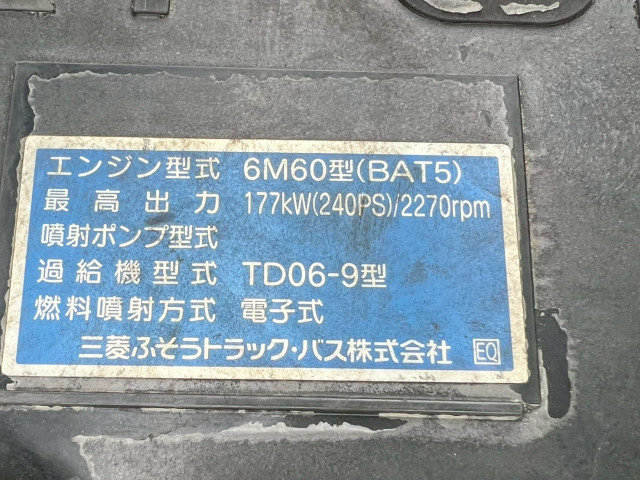 エンジン型式 6M60型(BAT5)
最高出力 177kW(240PS)/2270rpm
噴射ポンプ型式
過給機型式 TD06-9型
燃料噴射方式 電子式
三菱ふそうトラック・バス株式会社 EQ